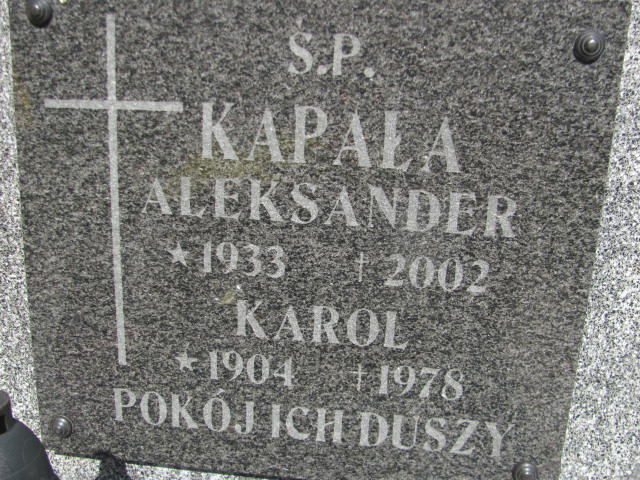 Ś.P.
KAPAŁA
ALEKSANDER
★1933 †2002
KAROL
★1904 †1978
POKÓJ ICH DUSZY